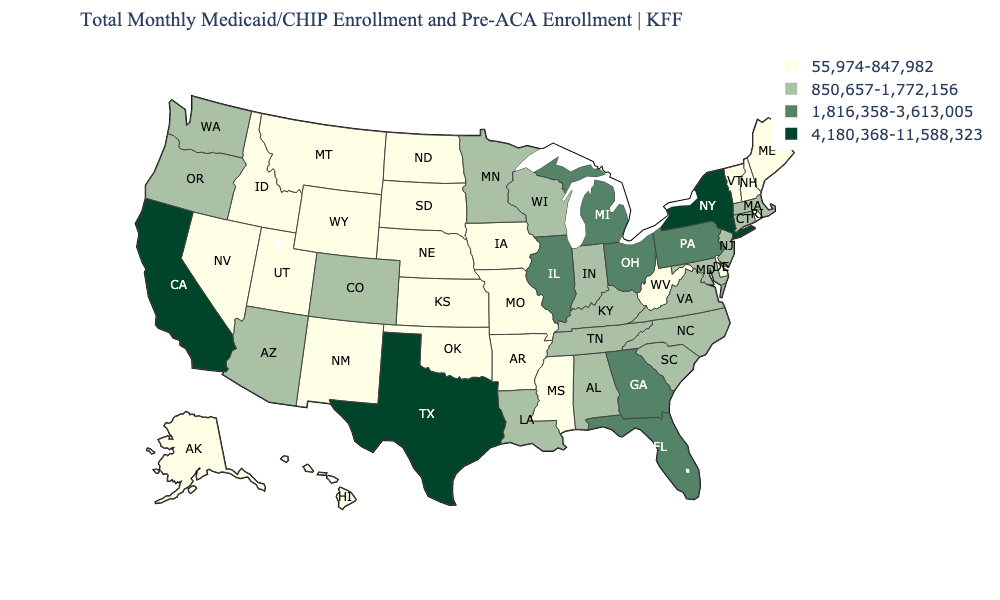 Total Monthly Medicaid/CHIP Enrollment and Pre-ACA Enrollment | KFF
55,974-847,982
850,657-1,772,156
1,816,358-3,613,005
4,180,368-11,588,323
WA
MT
ND
MN
ME
OR
ID
SD
WI
MI
VT
NH
NY
MA
CT
RI
WY
IA
NE
PA
NJ
NV
UT
CO
IL
IN
OH
MD
DE
CA
KS
MO
WV
VA
KY
AZ
NM
OK
AR
TN
NC
SC
TX
LA
MS
AL
GA
FL
AK
HI